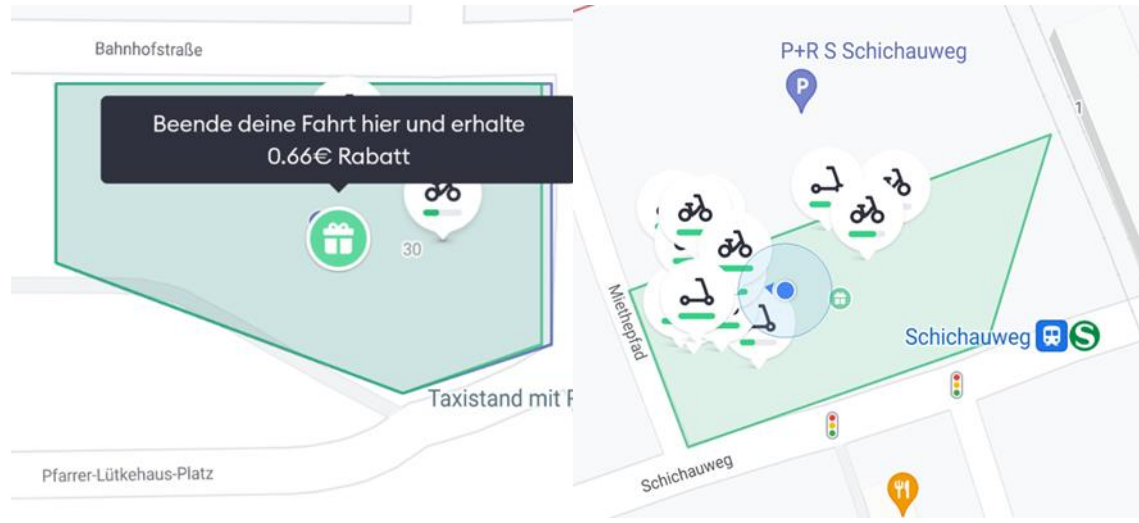 Bahnhofstraße
Beende deine Fahrt hier und erhalte
0.66€ Rabatt
30
Taxistand mit
Pfarrer-Lütkehaus-Platz
P+R S Schichauweg
P
1
Miethepfad
Schichauweg
S
Schichauweg